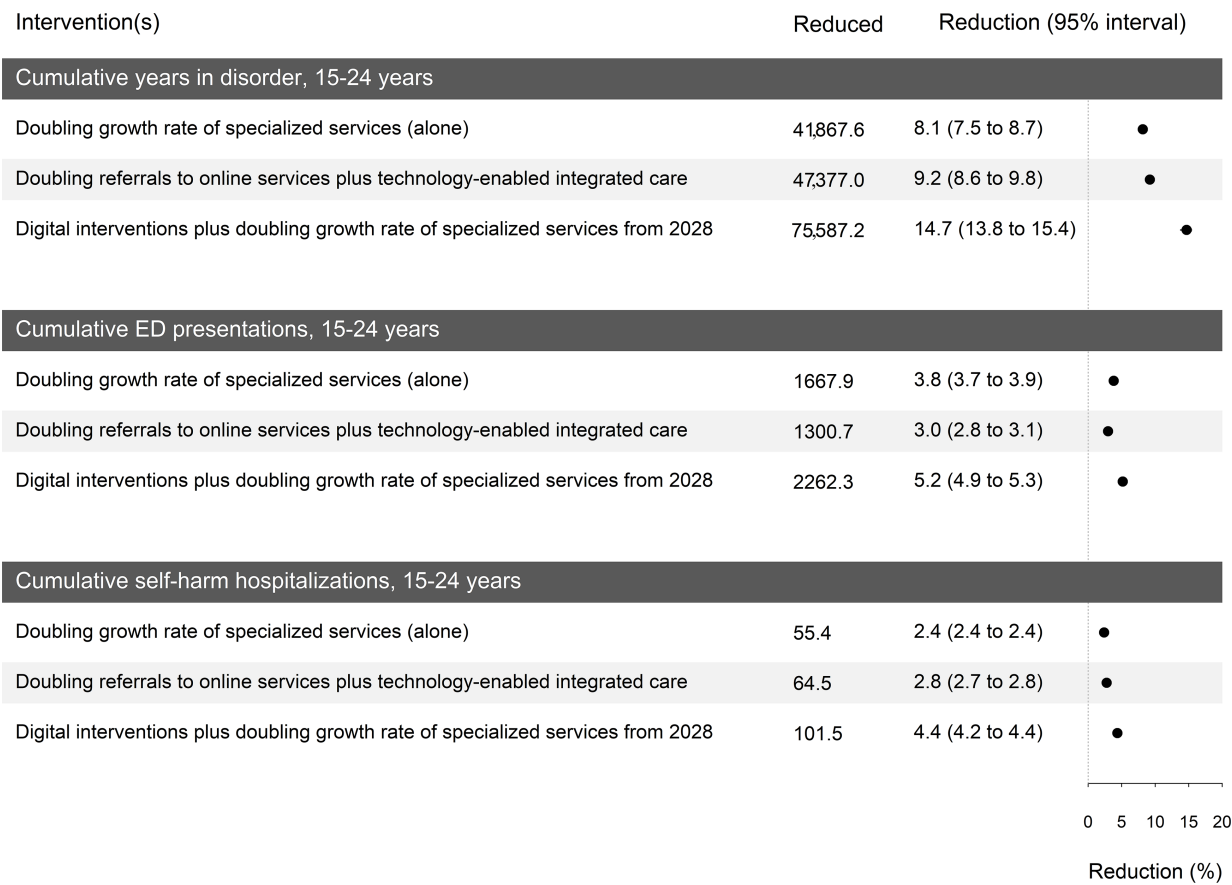 Intervention(s) Reduced Reduction (95% interval)
Cumulative years in disorder, 15-24 years
Doubling growth rate of specialized services (alone) 41,867.6 8.1 (7.5 to 8.7)
Doubling referrals to online services plus technology-enabled integrated care 47,377.0 9.2 (8.6 to 9.8)
Digital interventions plus doubling growth rate of specialized services from 2028 75,587.2 14.7 (13.8 to 15.4)
Cumulative ED presentations, 15-24 years
Doubling growth rate of specialized services (alone) 1667.9 3.8 (3.7 to 3.9)
Doubling referrals to online services plus technology-enabled integrated care 1300.7 3.0 (2.8 to 3.1)
Digital interventions plus doubling growth rate of specialized services from 2028 2262.3 5.2 (4.9 to 5.3)
Cumulative self-harm hospitalizations, 15-24 years
Doubling growth rate of specialized services (alone) 55.4 2.4 (2.4 to 2.4)
Doubling referrals to online services plus technology-enabled integrated care 64.5 2.8 (2.7 to 2.8)
Digital interventions plus doubling growth rate of specialized services from 2028 101.5 4.4 (4.2 to 4.4)
0 5 10 15 20
Reduction (%)